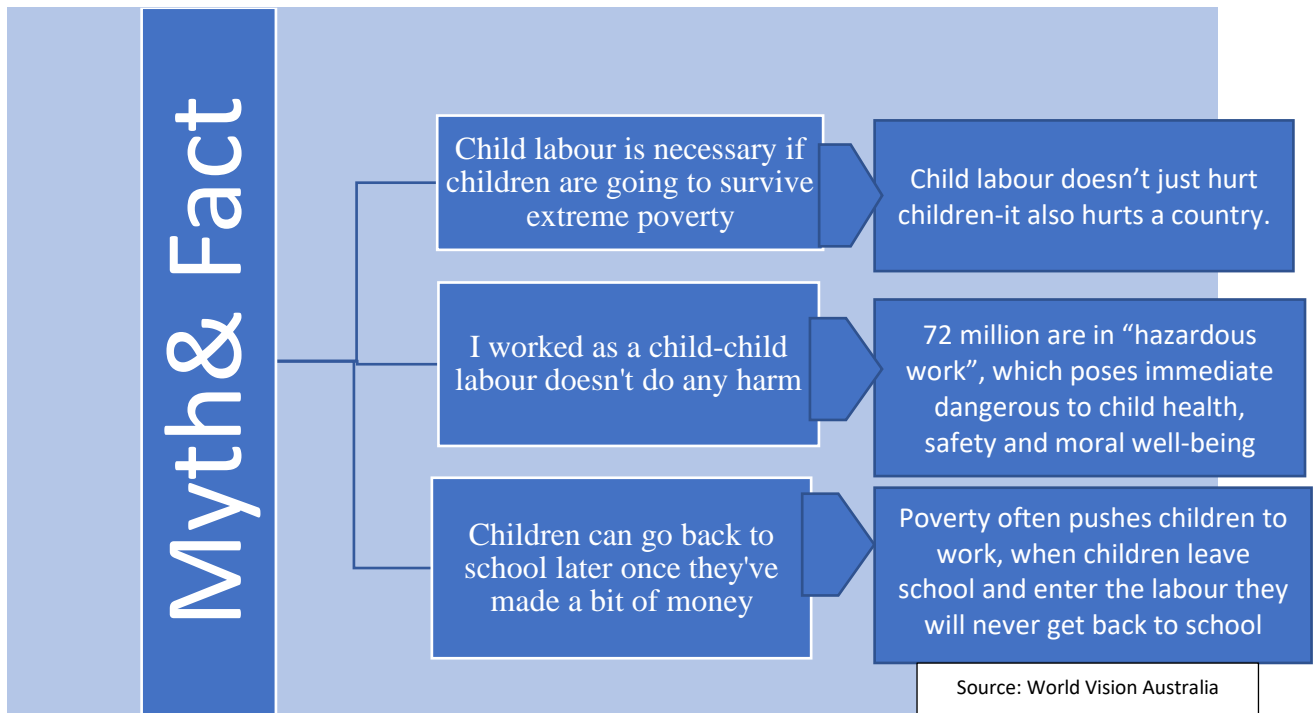 Myth& Fact
Child labour is necessary if
children are going to survive
extreme poverty
Child labour doesn’t just hurt
children-it also hurts a country.
I worked as a child-child
labour doesn't do any harm
72 million are in “hazardous
work”, which poses immediate
dangerous to child health,
safety and moral well-being
Children can go back to
school later once they've
made a bit of money
Poverty often pushes children to
work, when children leave
school and enter the labour they
will never get back to school
Source: World Vision Australia